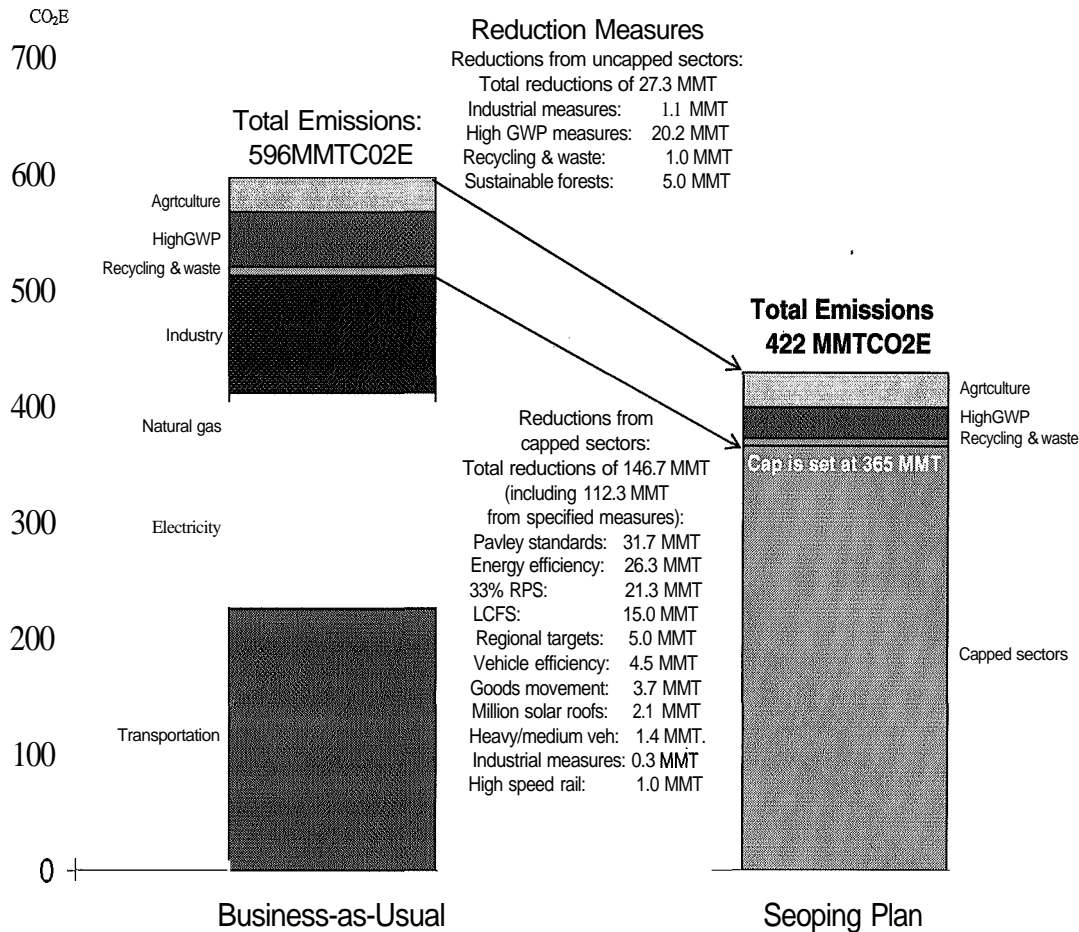 CO₂E
700
600
500
400
300
200
100
0
Total Emissions:
596MMTC02E
Agrtculture
HighGWP
Recycling & waste
Industry
Natural gas
Electricity
Transportation
Business-as-Usual
Reduction Measures
Reductions from uncapped sectors:
Total reductions of 27.3 MMT
Industrial measures: 1.1 MMT
High GWP measures: 20.2 MMT
Recycling & waste: 1.0 MMT
Sustainable forests: 5.0 MMT
Reductions from
capped sectors:
Total reductions of 146.7 MMT
(including 112.3 MMT
from specified measures):
Pavley standards: 31.7 MMT
Energy efficiency: 26.3 MMT
33% RPS: 21.3 MMT
LCFS: 15.0 MMT
Regional targets: 5.0 MMT
Vehicle efficiency: 4.5 MMT
Goods movement: 3.7 MMT
Million solar roofs: 2.1 MMT
Heavy/medium veh: 1.4 MMT.
Industrial measures: 0.3 MMT
High speed rail: 1.0 MMT
Total Emissions
422 MMTCO2E
Agrtculture
HighGWP
Recycling & waste
Cap is set at 365 MMT
Capped sectors
Seoping Plan